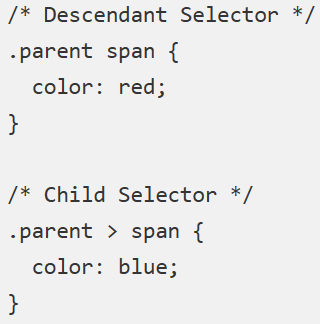 /* Descendant Selector */
.parent span {
  color: red;
}

/* Child Selector */
.parent > span {
  color: blue;
}